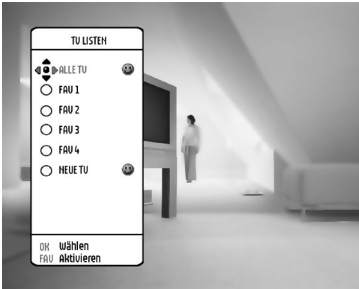 TV LISTEN
ALLE TV
FAV 1
FAV 2
FAV 3
FAV 4
NEUE TV
OK Wählen
FAV Aktivieren